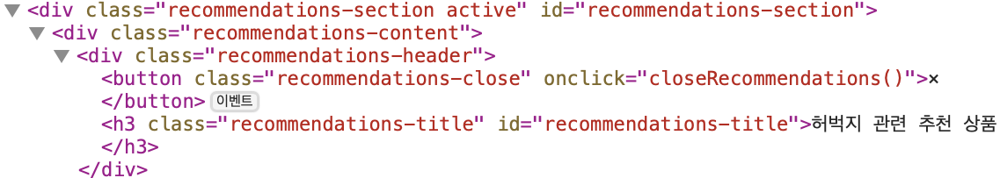 ▼ <div class="recommendations-section active" id="recommendations-section">
▼ <div class="recommendations-content">
▼ <div class="recommendations-header">
<button class="recommendations-close" onclick="closeRecommendations()">×
</button> 이벤트
<h3 class="recommendations-title" id="recommendations-title">허벅지 관련 추천 상품
</h3>
</div>